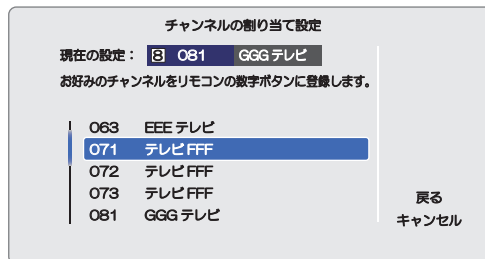 チャンネルの割り当て設定
現在の設定： 8 081 GGG テレビ
お好みのチャンネルをリモコンの数字ボタンに登録します。
063 EEE テレビ
071 テレビ FFF
072 テレビ FFF
073 テレビ FFF
081 GGG テレビ
戻る
キャンセル